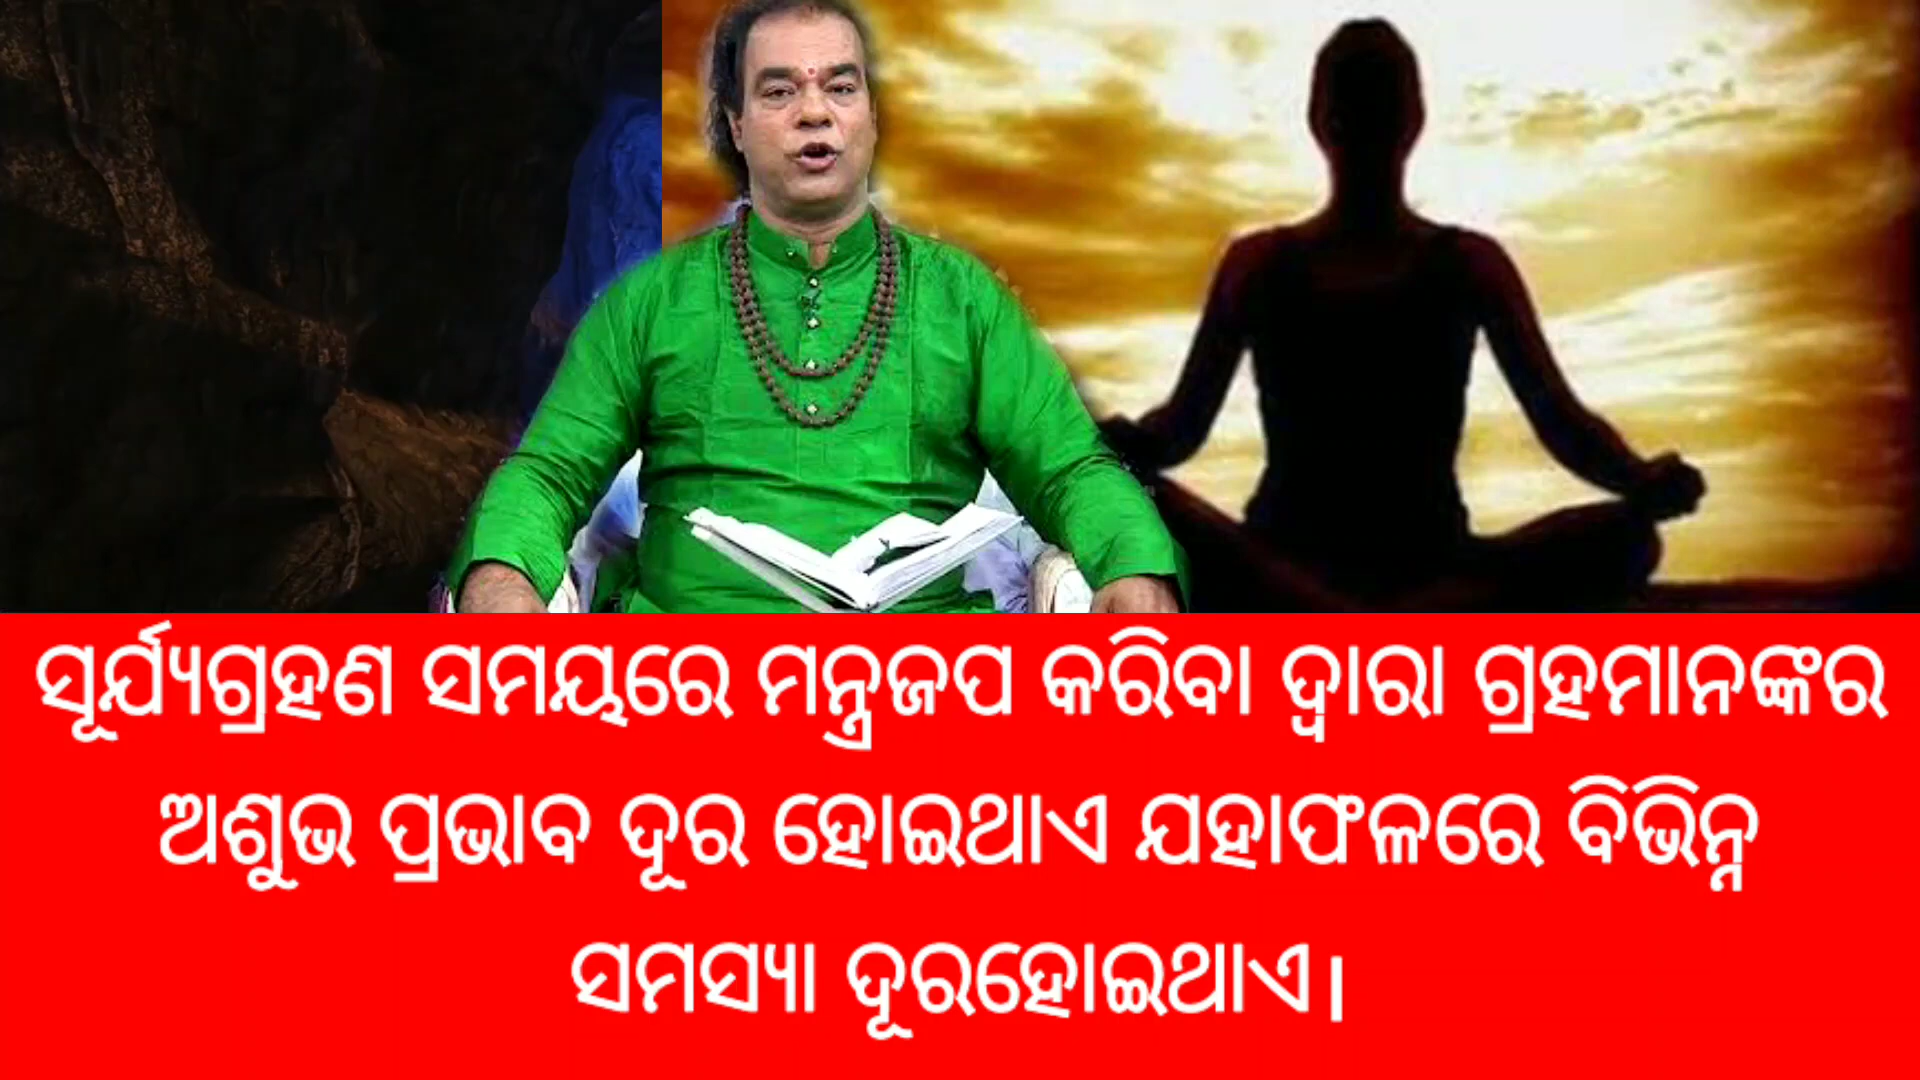 ସୂର୍ଯ୍ୟଗ୍ରହଣ ସମୟରେ ମନ୍ତ୍ରଜପ କରିବା ଦ୍ୱାରା ଗ୍ରହମାନଙ୍କର
ଅଶୁଭ ପ୍ରଭାବ ଦୂର ହୋଇଥାଏ ଯହାଫଳରେ ବିଭିନ୍ନ
ସମସ୍ୟା ଦୂରହୋଇଥାଏ।